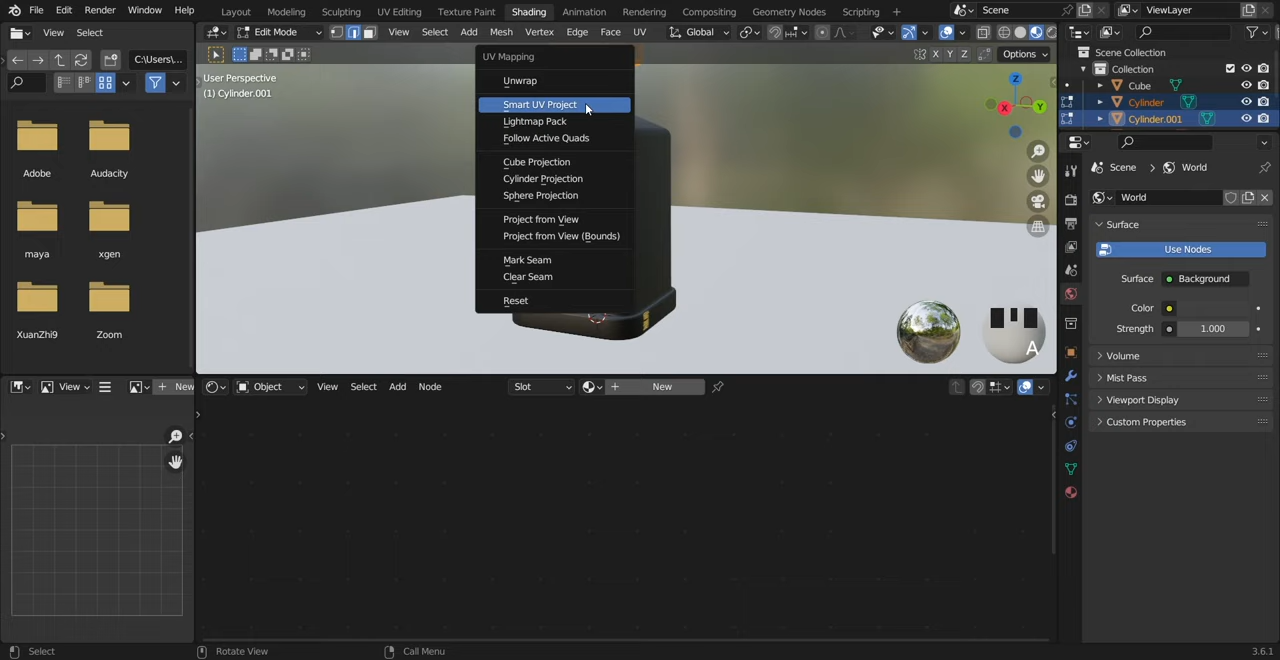 File Edit Render Window Help Layout Modeling Sculpting UV Editing Texture Paint Shading Animation Rendering Compositing Geometry Nodes Scripting + Scene ViewLayer
View Select Edit Mode View Select Add Mesh Vertex Edge Face UV Global
C:\Users\... Options
User Perspective
(1) Cylinder.001
UV Mapping
Unwrap
Smart UV Project
Lightmap Pack
Follow Active Quads
Cube Projection
Cylinder Projection
Sphere Projection
Project from View
Project from View (Bounds)
Mark Seam
Clear Seam
Reset
X Y Z
Z
X
Y
A
Adobe Audacity
maya xgen
XuanZhi9 Zoom
Scene Collection
Collection
Cube
Cylinder
Cylinder.001
Scene > World
World
Surface
Use Nodes
Surface Background
Color
Strength 1.000
Volume
Mist Pass
Viewport Display
Custom Properties
View + New Object View Select Add Node Slot + New
Select Rotate View Call Menu 3.6.1